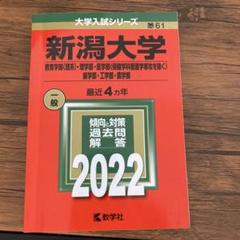 大学入試シリーズ
61
新潟大学
教育学部〈理系〉・理学部・医学部〈保健学科看護学専攻を除く〉
歯学部・工学部・農学部
最近4カ年
一般
傾向と対策
過去問
解答
2022
数学社